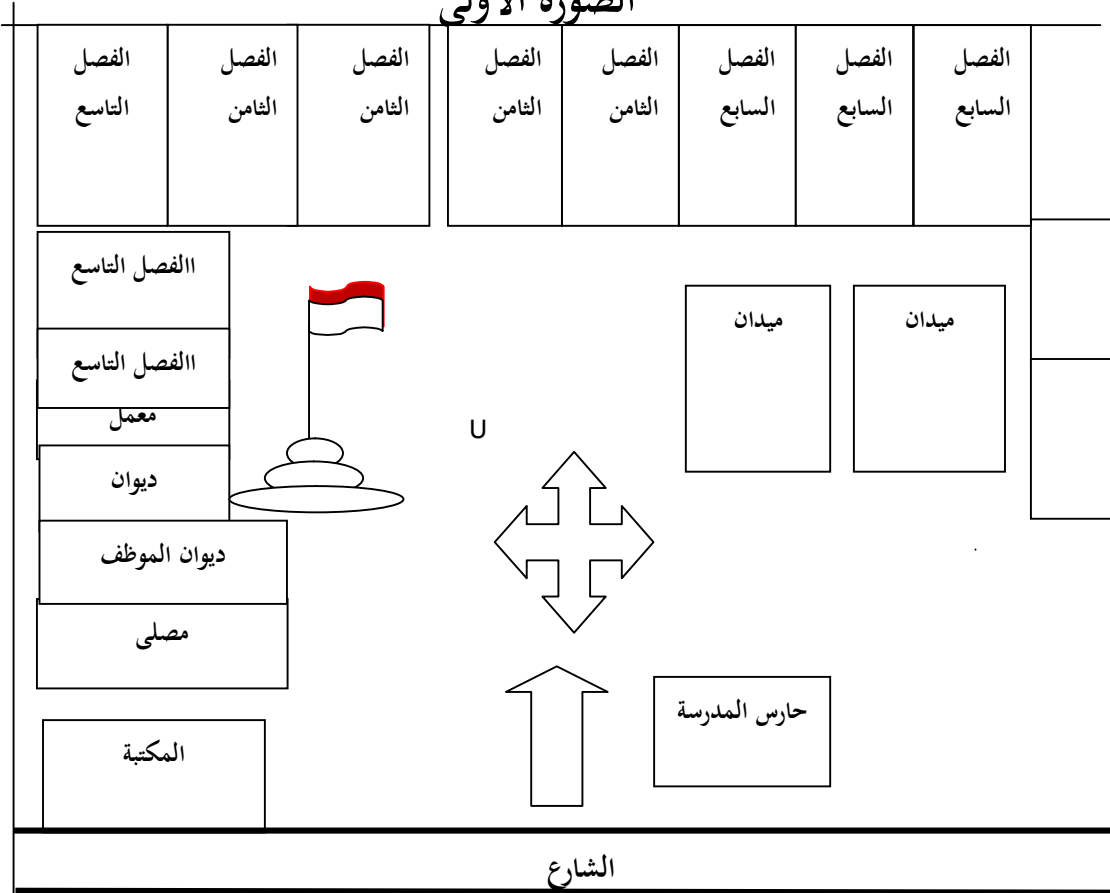 الصورة الأولى
الفصل السابع
الفصل السابع
الفصل السابع
الفصل الثامن
الفصل الثامن
الفصل الثامن
الفصل الثامن
الفصل التاسع
االفصل التاسع
االفصل التاسع
معمل
ديوان
ديوان الموظف
مصلى
المكتبة
ميدان
ميدان
U
حارس المدرسة
الشارع